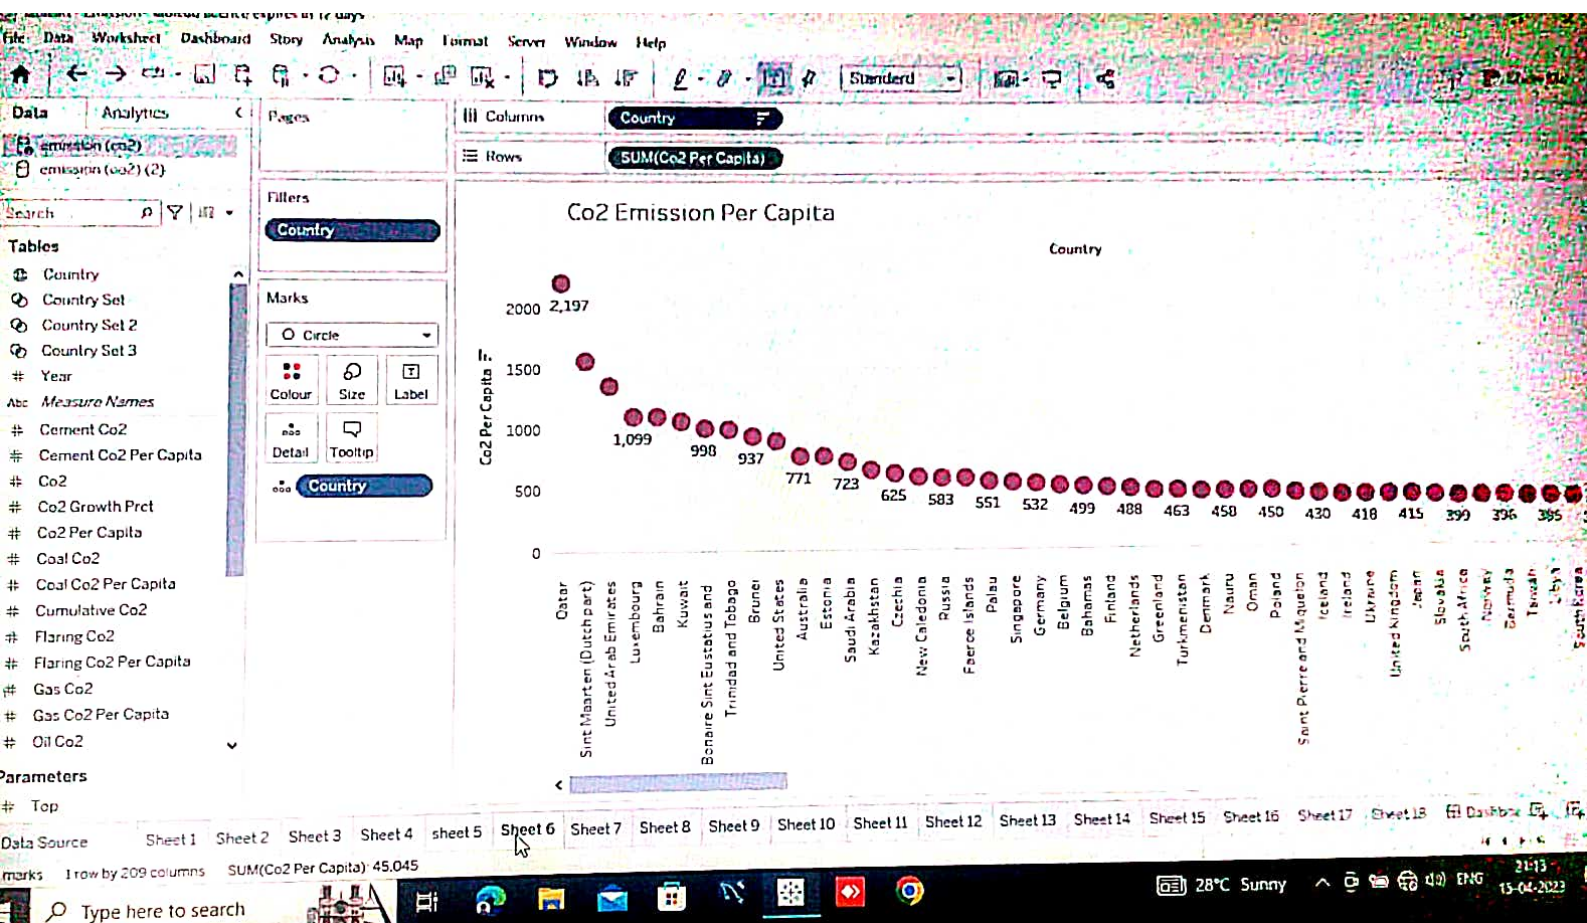 File Data Worksheet Dashboard Story Analysis Map Format Server Window Help
Standard
Data Analytics
emission (co2)
emission (co2) (2)
Search
Tables
Country
Country Set
Country Set 2
Country Set 3
# Year
Abc Measure Names
# Cement Co2
# Cement Co2 Per Capita
# Co2
# Co2 Growth Prct
# Co2 Per Capita
# Coal Co2
# Coal Co2 Per Capita
# Cumulative Co2
# Flaring Co2
# Flaring Co2 Per Capita
# Gas Co2
# Gas Co2 Per Capita
# Oil Co2
Parameters
# Top
Pages
Filters
Country
Marks
Circle
Colour Size Label
Detail Tooltip
Country
Columns Country
Rows SUM(Co2 Per Capita)
Co2 Emission Per Capita
Country
Co2 Per Capita
2000
1500
1000
500
0
2,197
1,099
998
937
771
723
625
583
551
532
499
488
463
458
450
430
418
415
399
396
395
Qatar
Sint Maarten (Dutch part)
United Arab Emirates
Luxembourg
Bahrain
Kuwait
Bonaire Sint Eustatius and
Trinidad and Tobago
Brunei
United States
Australia
Estonia
Saudi Arabia
Kazakhstan
Czechia
New Caledonia
Russia
Faeroe Islands
Palau
Singapore
Germany
Belgium
Bahamas
Finland
Netherlands
Greenland
Turkmenistan
Denmark
Nauru
Oman
Poland
Saint Pierre and Miquelon
Iceland
Ireland
Ukraine
United Kingdom
Japan
Slovakia
South Africa
Norway
Bermuda
Taiwan
Libya
South Korea
Data Source Sheet 1 Sheet 2 Sheet 3 Sheet 4 sheet 5 Sheet 6 Sheet 7 Sheet 8 Sheet 9 Sheet 10 Sheet 11 Sheet 12 Sheet 13 Sheet 14 Sheet 15 Sheet 16 Sheet 17 Sheet 18
marks 1 row by 209 columns SUM(Co2 Per Capita): 45,045
Type here to search
28°C Sunny
ENG
21:13
15-04-2023